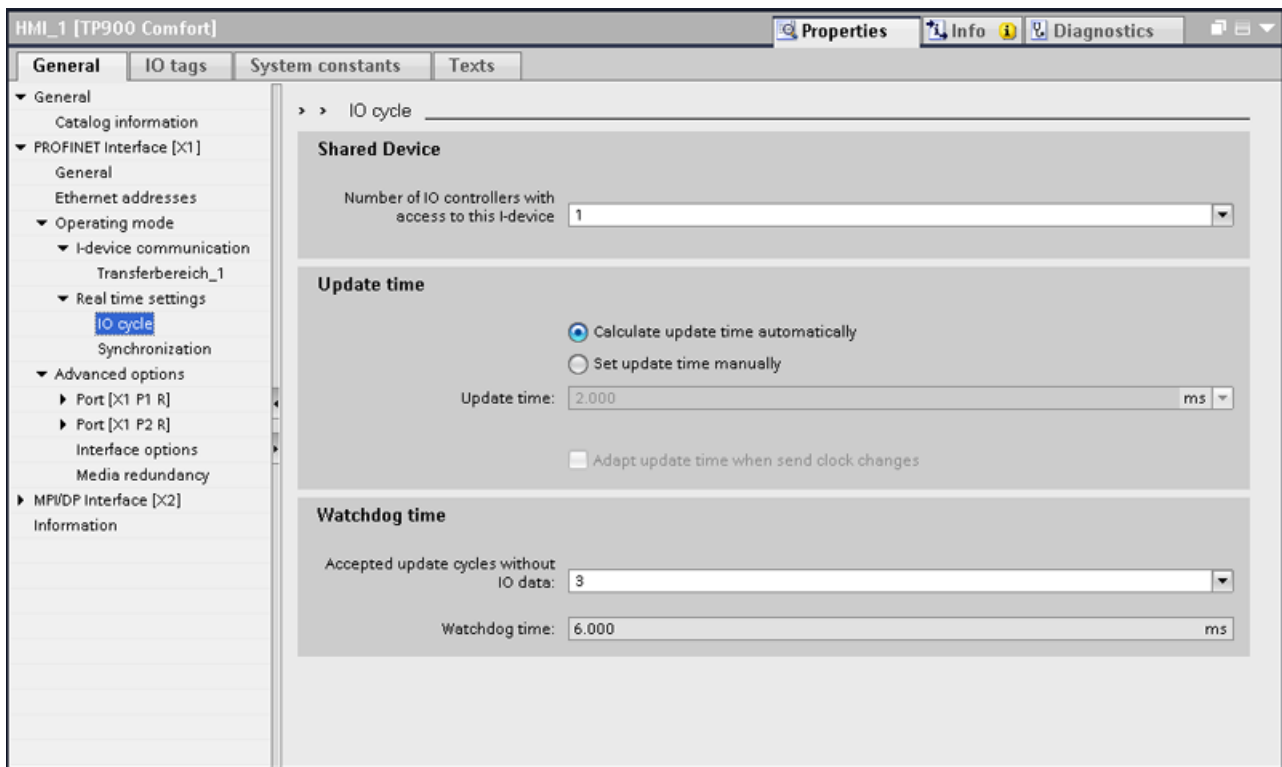 HMI_1 [TP900 Comfort]
Properties
Info
Diagnostics
General
IO tags
System constants
Texts
General
Catalog information
PROFINET Interface [X1]
General
Ethernet addresses
Operating mode
I-device communication
Transferbereich_1
Real time settings
IO cycle
Synchronization
Advanced options
Port [X1 P1 R]
Port [X1 P2 R]
Interface options
Media redundancy
MPI/DP Interface [X2]
Information
> > IO cycle
Shared Device
Number of IO controllers with
access to this I-device
1
Update time
Calculate update time automatically
Set update time manually
Update time:
2.000
ms
Adapt update time when send clock changes
Watchdog time
Accepted update cycles without
IO data:
3
Watchdog time:
6.000
ms